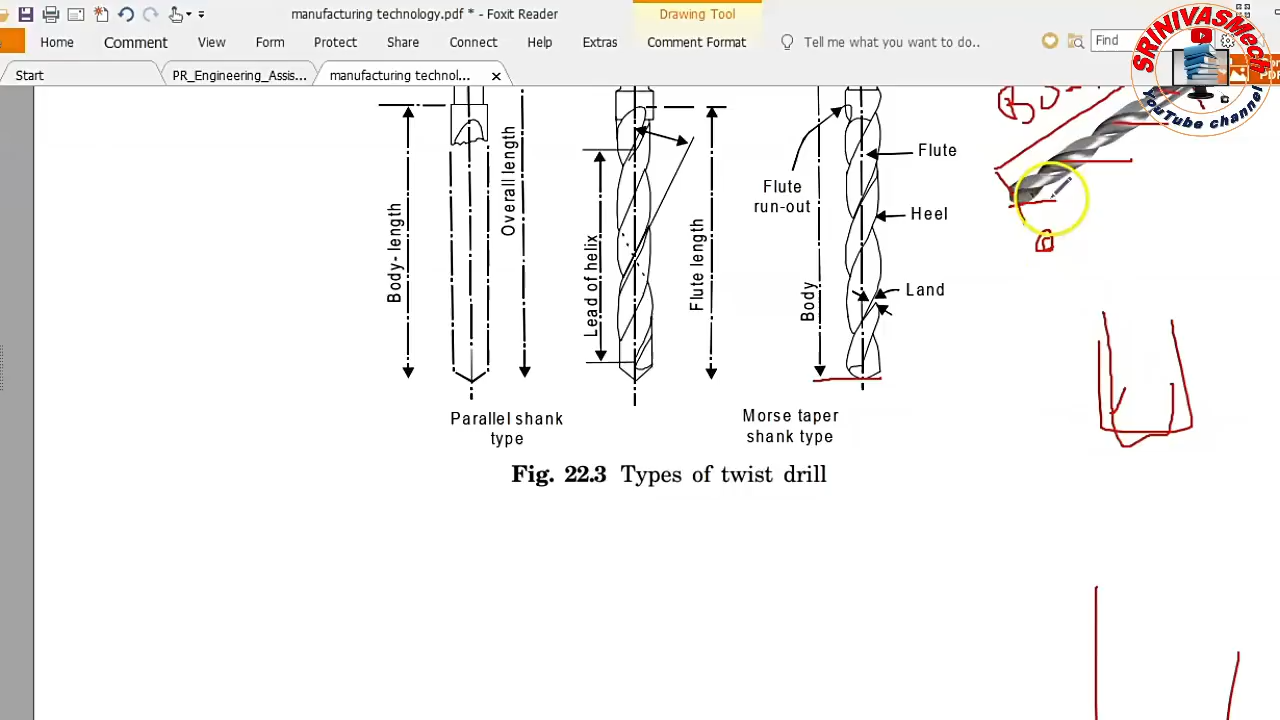 manufacturing technology.pdf * - Foxit Reader
Drawing Tool
Home
Comment
View
Form
Protect
Share
Connect
Help
Extras
Comment Format
Tell me what you want to do..
Find
Start
PR_Engineering_Assis...
manufacturing technol...
SRINIVASMech
YouTube channel
Body- length
Overall length
Lead of helix
Flute length
Flute
run-out
Body
Flute
Heel
Land
Parallel shank
type
Morse taper
shank type
Fig. 22.3 Types of twist drill